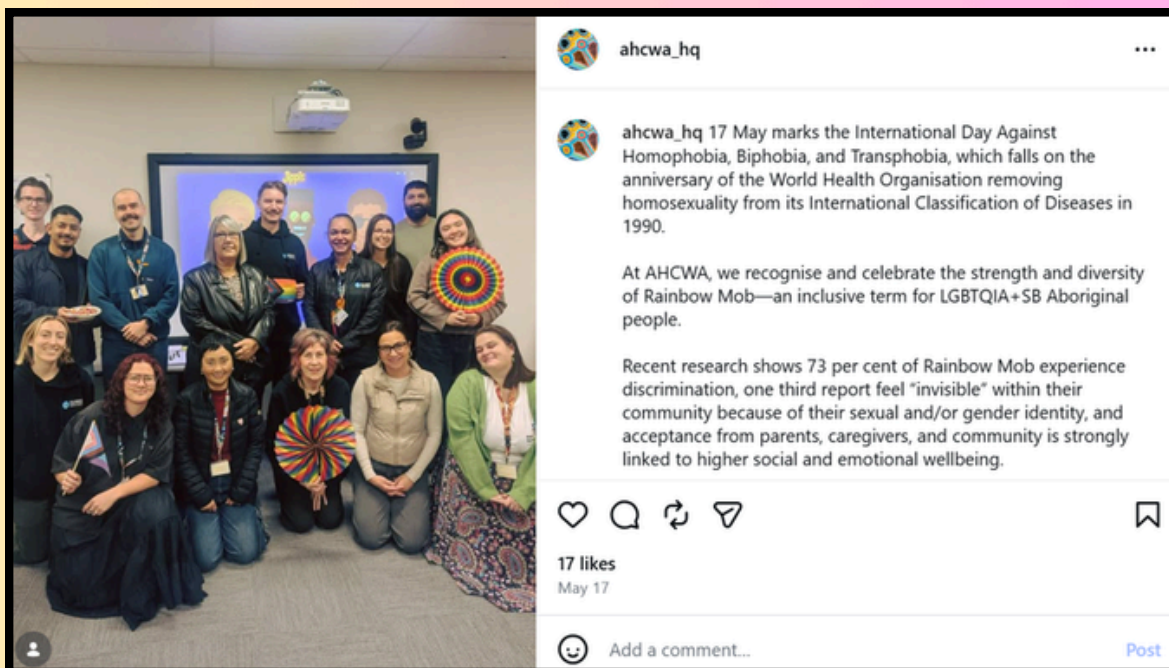 ahcwa_hq
ahcwa_hq 17 May marks the International Day Against
Homophobia, Biphobia, and Transphobia, which falls on the
anniversary of the World Health Organisation removing
homosexuality from its International Classification of Diseases in
1990.
At AHCWA, we recognise and celebrate the strength and diversity
of Rainbow Mob—an inclusive term for LGBTQIA+SB Aboriginal
people.
Recent research shows 73 per cent of Rainbow Mob experience
discrimination, one third report feel “invisible” within their
community because of their sexual and/or gender identity, and
acceptance from parents, caregivers, and community is strongly
linked to higher social and emotional wellbeing.
17 likes
May 17
Add a comment...
Post